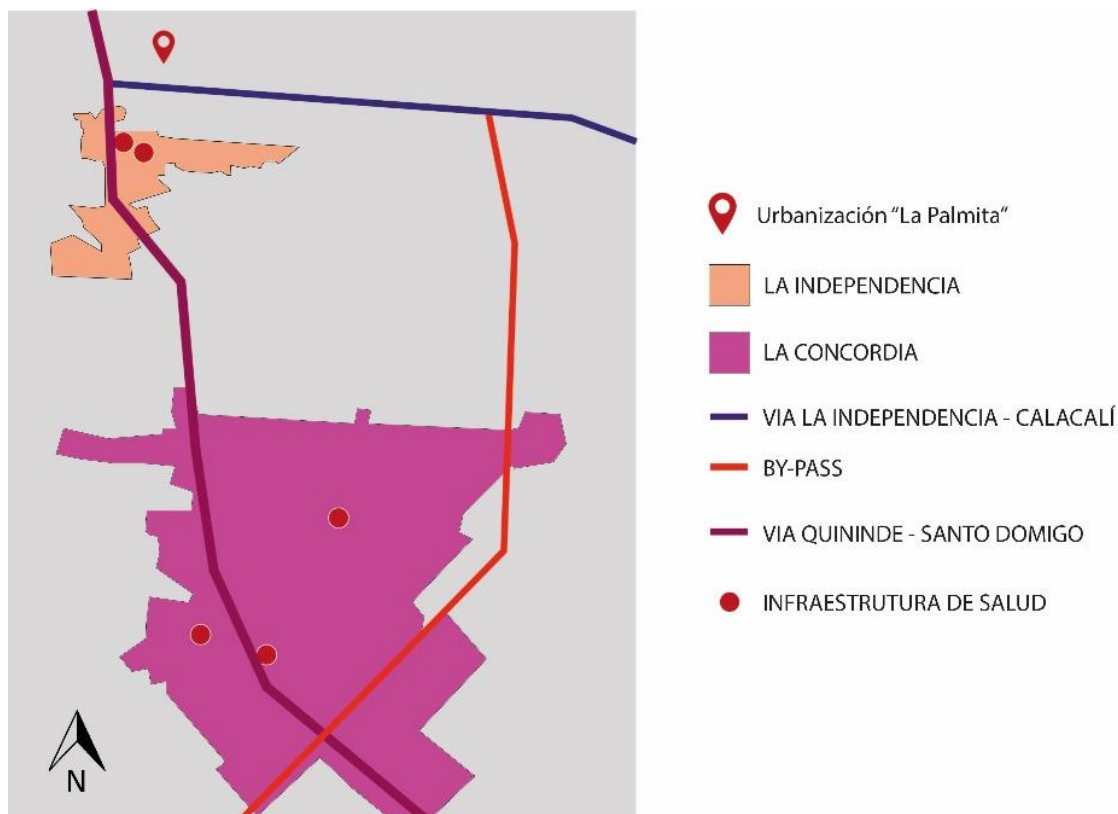 Urbanización “La Palmita”
LA INDEPENDENCIA
LA CONCORDIA
VIA LA INDEPENDENCIA - CALACALÍ
BY-PASS
VIA QUININDE - SANTO DOMIGO
INFRAESTRUTURA DE SALUD
N